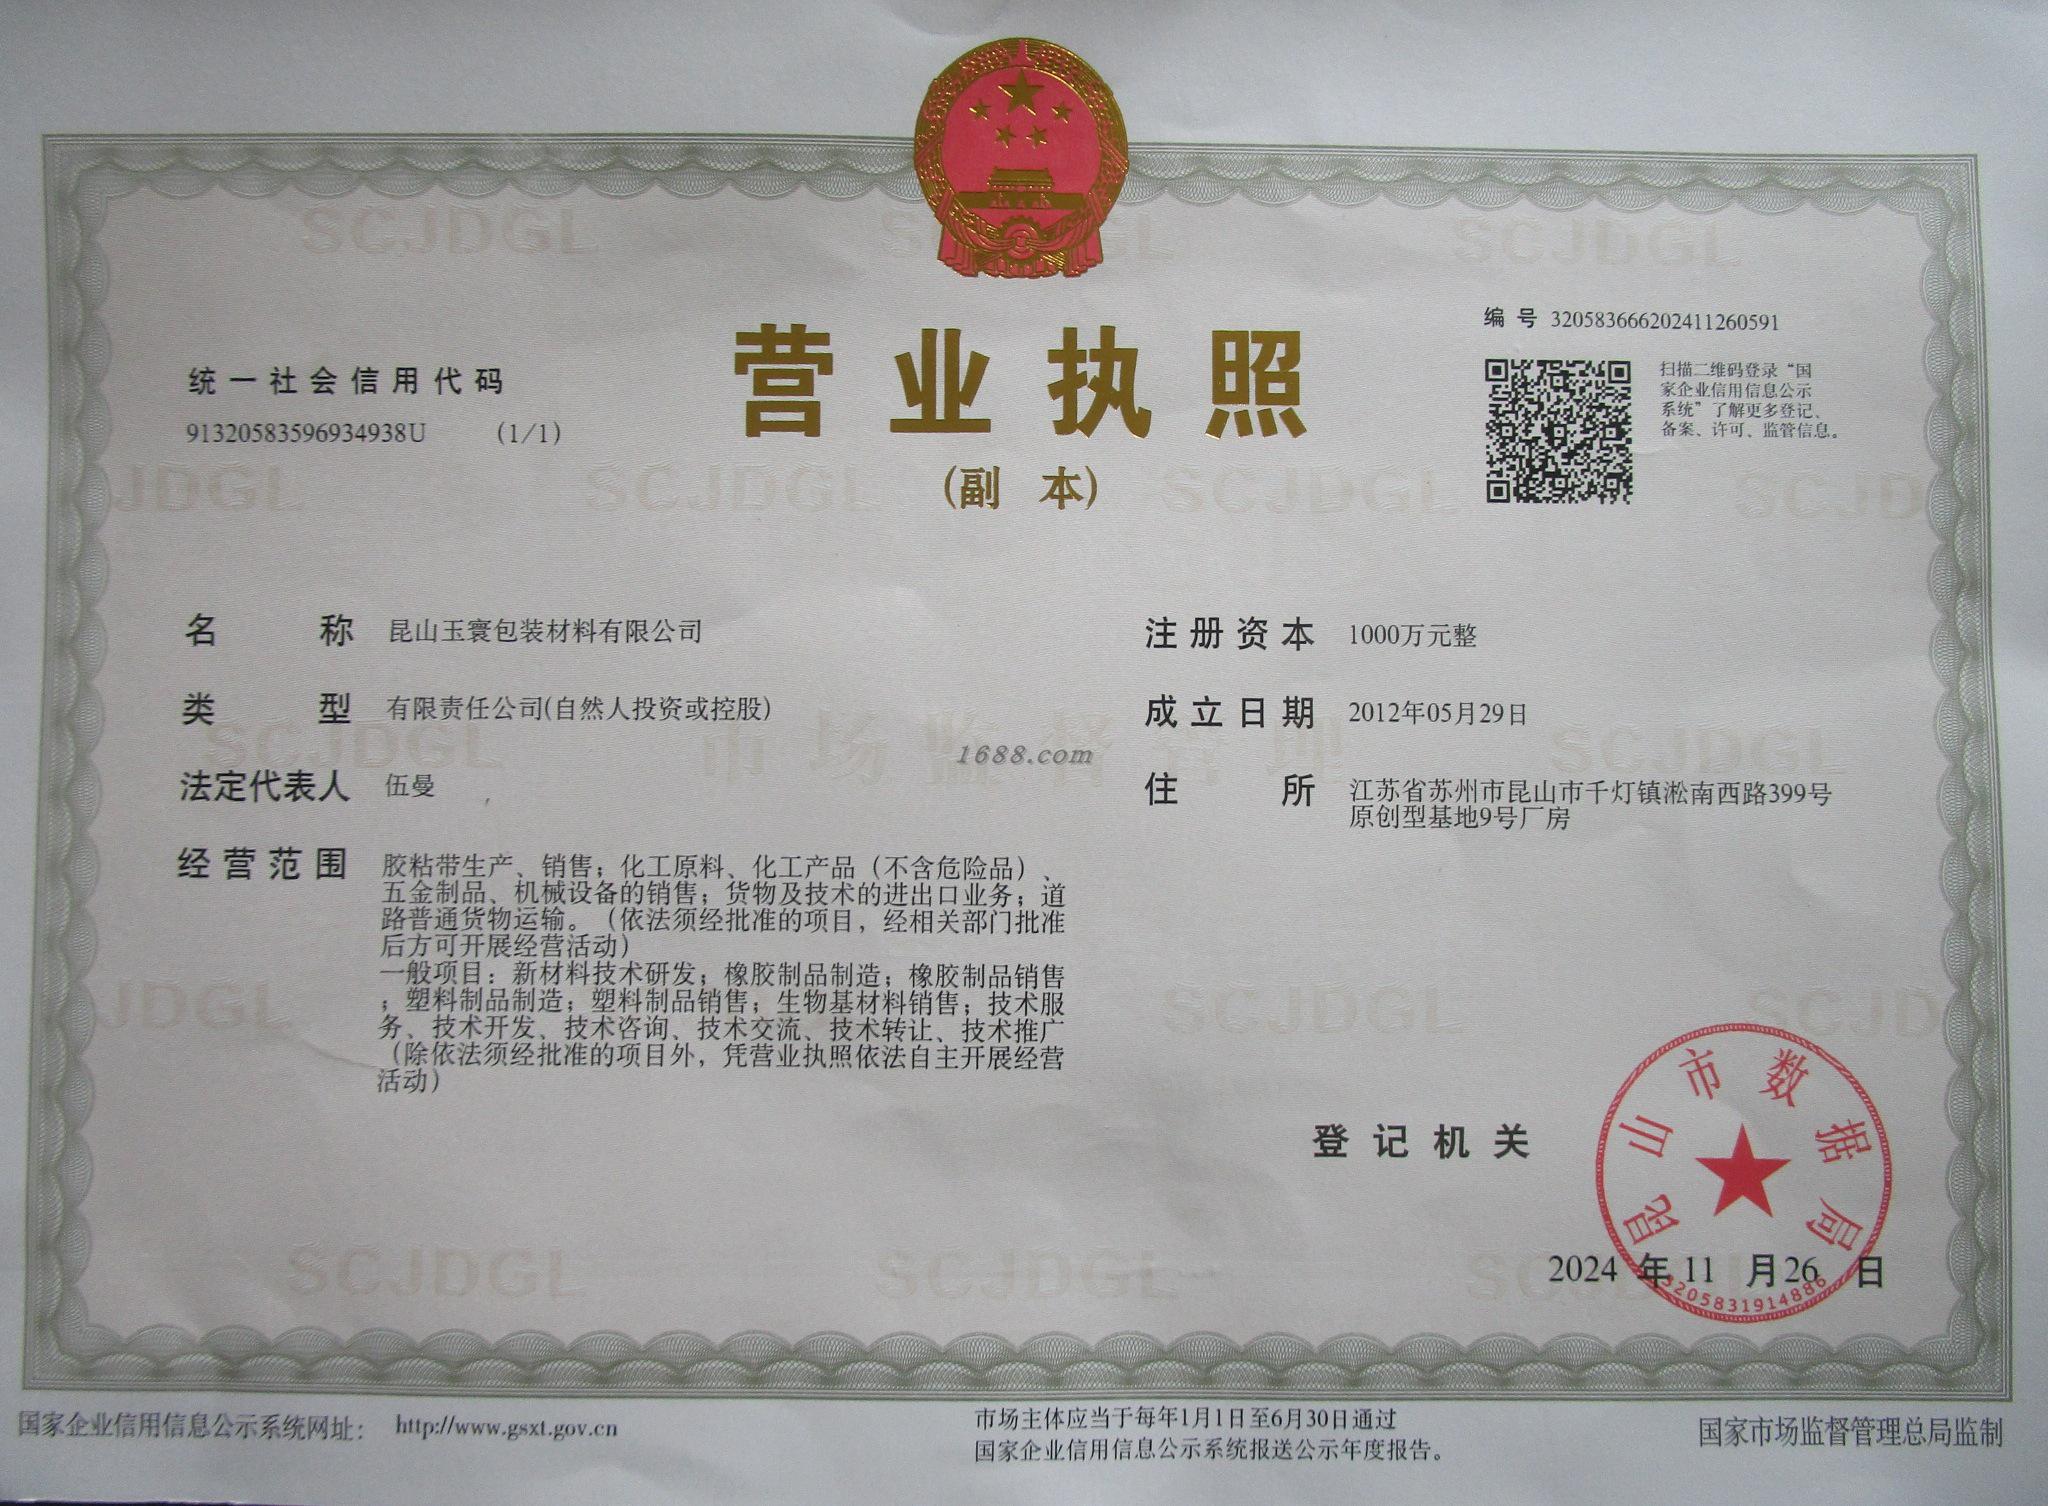 编号 320583666202411260591
统一社会信用代码
91320583596934938U (1/1)
营业执照
(副 本)
扫描二维码登录“国
家企业信用信息公示
系统”了解更多登记、
备案、许可、监管信息。
名称 昆山玉寰包装材料有限公司
类型 有限责任公司(自然人投资或控股)
法定代表人 伍曼
经营范围 胶粘带生产、销售；化工原料、化工产品（不含危险品）、
五金制品、机械设备的销售；货物及技术的进出口业务；道
路普通货物运输。（依法须经批准的项目，经相关部门批准
后方可开展经营活动）
一般项目：新材料技术研发；橡胶制品制造；橡胶制品销售
；塑料制品制造；塑料制品销售；生物基材料销售；技术服
务、技术开发、技术咨询、技术交流、技术转让、技术推广
（除依法须经批准的项目外，凭营业执照依法自主开展经营
活动）
注册资本 1000万元整
成立日期 2012年05月29日
住所 江苏省苏州市昆山市千灯镇淞南西路399号
原创型基地9号厂房
1688.com
市场监督管理
SCJDGL
登记机关
昆山市数据局
3205831914886
2024 年 11 月 26 日
国家企业信用信息公示系统网址： http://www.gsxt.gov.cn
市场主体应当于每年1月1日至6月30日通过
国家企业信用信息公示系统报送公示年度报告。
国家市场监督管理总局监制